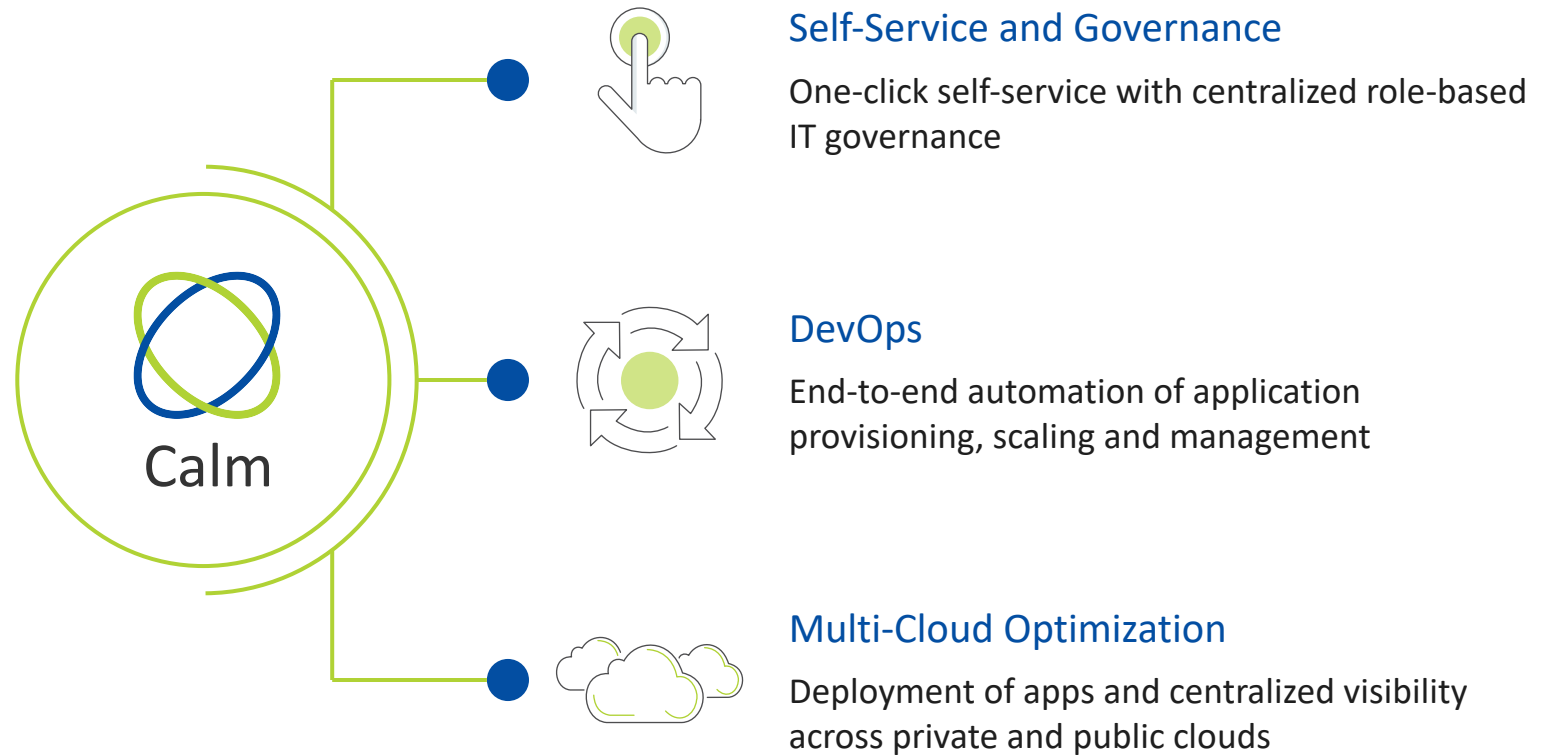 Self-Service and Governance
One-click self-service with centralized role-based
IT governance
Calm
DevOps
End-to-end automation of application
provisioning, scaling and management
Multi-Cloud Optimization
Deployment of apps and centralized visibility
across private and public clouds